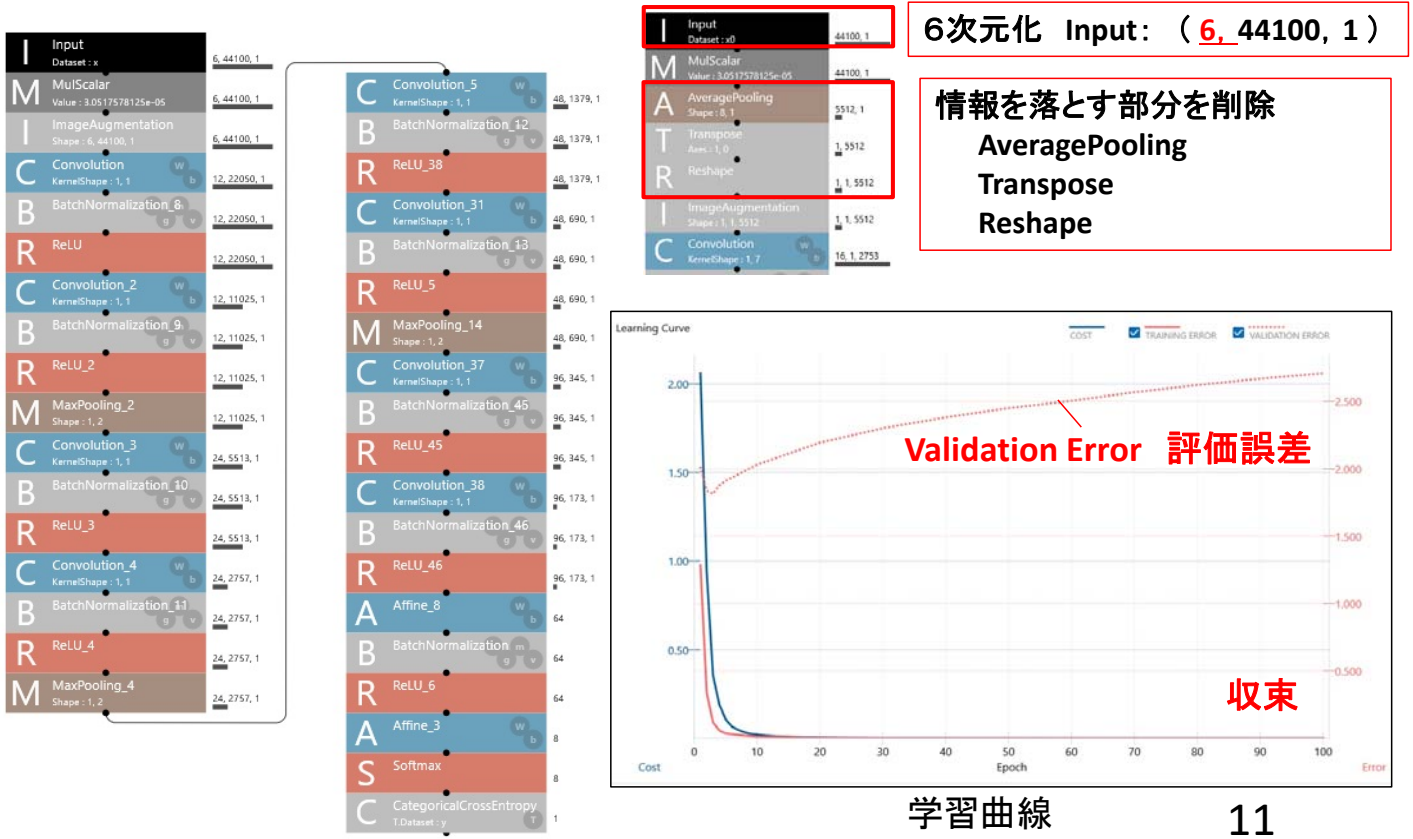 I Input
Dataset : x
6, 44100, 1
M MulScalar
Value : 3.0517578125e-05
6, 44100, 1
I ImageAugmentation
Shape : 6, 44100, 1
6, 44100, 1
C Convolution
KernelShape : 1, 1
W b
12, 22050, 1
B BatchNormalization_8
g v
12, 22050, 1
R ReLU
12, 22050, 1
C Convolution_2
KernelShape : 1, 1
W b
12, 11025, 1
B BatchNormalization_9
g v
12, 11025, 1
R ReLU_2
12, 11025, 1
M MaxPooling_2
Shape : 1, 2
12, 11025, 1
C Convolution_3
KernelShape : 1, 1
W b
24, 5513, 1
B BatchNormalization_10
g v
24, 5513, 1
R ReLU_3
24, 5513, 1
C Convolution_4
KernelShape : 1, 1
W b
24, 2757, 1
B BatchNormalization_11
g v
24, 2757, 1
R ReLU_4
24, 2757, 1
M MaxPooling_4
Shape : 1, 2
24, 2757, 1
C Convolution_5
KernelShape : 1, 1
W b
48, 1379, 1
B BatchNormalization_12
g v
48, 1379, 1
R ReLU_38
48, 1379, 1
C Convolution_31
KernelShape : 1, 1
W b
48, 690, 1
B BatchNormalization_13
g v
48, 690, 1
R ReLU_5
48, 690, 1
M MaxPooling_14
Shape : 1, 2
48, 690, 1
C Convolution_37
KernelShape : 1, 1
W b
96, 345, 1
B BatchNormalization_45
g v
96, 345, 1
R ReLU_45
96, 345, 1
C Convolution_38
KernelShape : 1, 1
W b
96, 173, 1
B BatchNormalization_46
g v
96, 173, 1
R ReLU_46
96, 173, 1
A Affine_8
W b
64
B BatchNormalization
m g v
64
R ReLU_6
64
A Affine_3
W b
8
S Softmax
8
C CategoricalCrossEntropy
T.Dataset : y
T
1
I Input
Dataset : x0
44100, 1
M MulScalar
Value : 3.0517578125e-05
44100, 1
A AveragePooling
Shape : 8, 1
5512, 1
T Transpose
Axes : 1, 0
1, 5512
R Reshape
1, 1, 5512
I ImageAugmentation
Shape : 1, 1, 5512
1, 1, 5512
C Convolution
KernelShape : 1, 7
W b
16, 1, 2753
6次元化 Input: ( 6, 44100, 1 )
情報を落とす部分を削除
AveragePooling
Transpose
Reshape
Learning Curve
COST TRAINING ERROR VALIDATION ERROR
2.00
1.50
1.00
0.50
2.500
2.000
1.500
1.000
0.500
Validation Error 評価誤差
収束
0 10 20 30 40 50 60 70 80 90 100
Cost Epoch Error
学習曲線
11